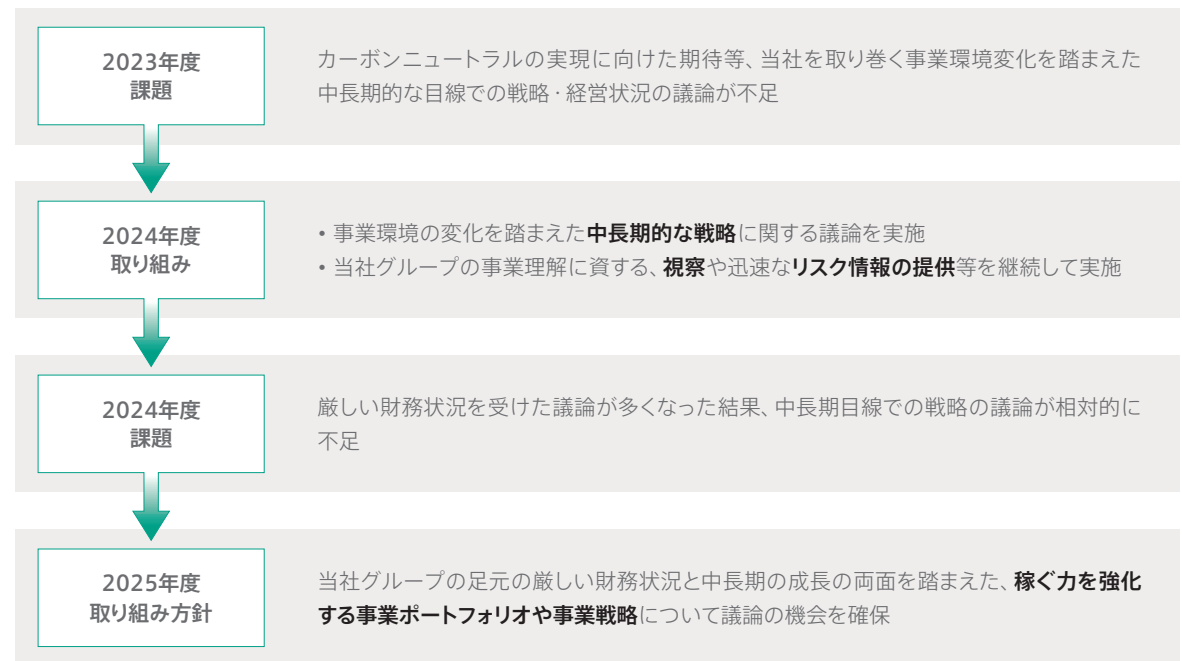 2023年度
課題
カーボンニュートラルの実現に向けた期待等、当社を取り巻く事業環境変化を踏まえた
中長期的な目線での戦略・経営状況の議論が不足
2024年度
取り組み
• 事業環境の変化を踏まえた中長期的な戦略に関する議論を実施
• 当社グループの事業理解に資する、視察や迅速なリスク情報の提供等を継続して実施
2024年度
課題
厳しい財務状況を受けた議論が多くなった結果、中長期目線での戦略の議論が相対的に
不足
2025年度
取り組み方針
当社グループの足元の厳しい財務状況と中長期の成長の両面を踏まえた、稼ぐ力を強化
する事業ポートフォリオや事業戦略について議論の機会を確保